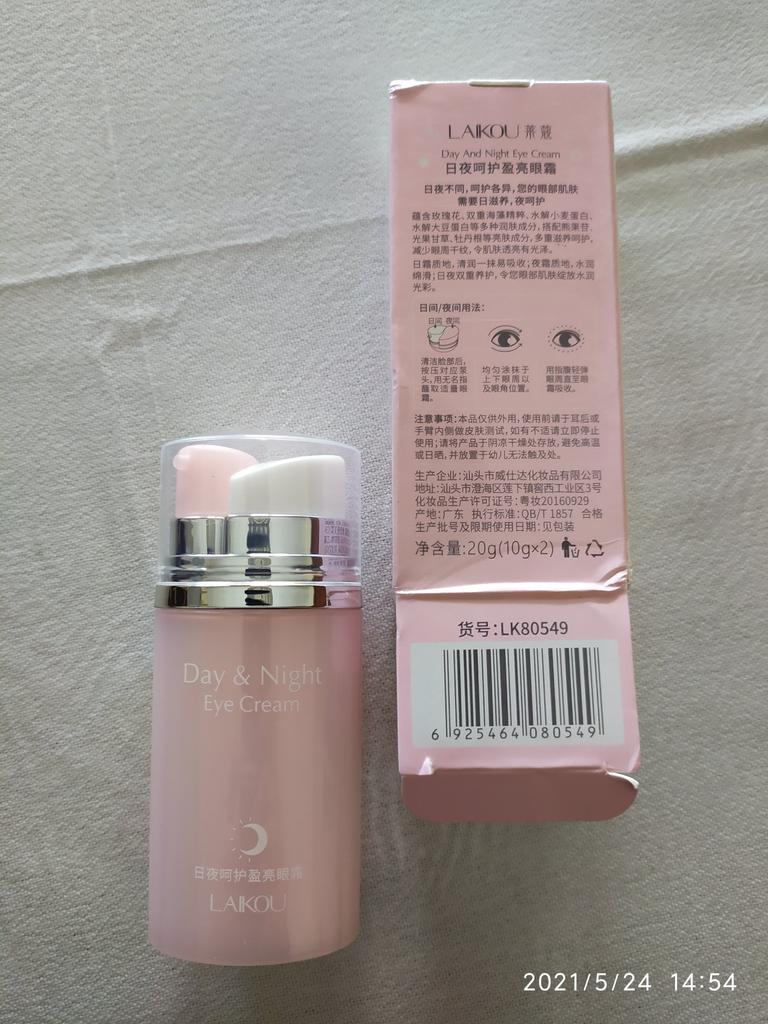 LAIKOU 莱蔻
Day And Night Eye Cream
日夜呵护盈亮眼霜
日夜不同,呵护各异,您的眼部肌肤
需要日滋养,夜呵护
蕴含玫瑰花、双重海藻精粹、水解小麦蛋白、
水解大豆蛋白等多种润肤成分,搭配熊果苷、
光果甘草、牡丹根等亮肤成分,多重滋养呵护,
减少眼周干纹,令肌肤透亮有光泽。
日霜质地,清润一抹易吸收;夜霜质地,水润
绵滑;日夜双重养护,令您眼部肌肤绽放水润
光彩。
日间/夜间用法:
日间 夜间
清洁脸部后,
按压对应泵
头,用无名指
蘸取适量眼
霜。
均匀涂抹于
上下眼周以
及眼角位置。
用指腹轻弹
眼周直至眼
霜吸收。
注意事项:本品仅供外用,使用前请于耳后或
手臂内侧做皮肤测试,如有不适请立即停止
使用;请将产品于阴凉干燥处存放,避免高温
或日晒,并放置于幼儿无法触及处。
生产企业:汕头市威仕达化妆品有限公司
地址:汕头市澄海区莲下镇窖西工业区3号
化妆品生产许可证号:粤妆20160929
产地:广东 执行标准:QB/T 1857 合格
生产批号及限期使用日期:见包装
净含量:20g(10g×2)
货号:LK80549
6 925464 080549
Day & Night
Eye Cream
日夜呵护盈亮眼霜
LAIKOU
2021/5/24 14:54